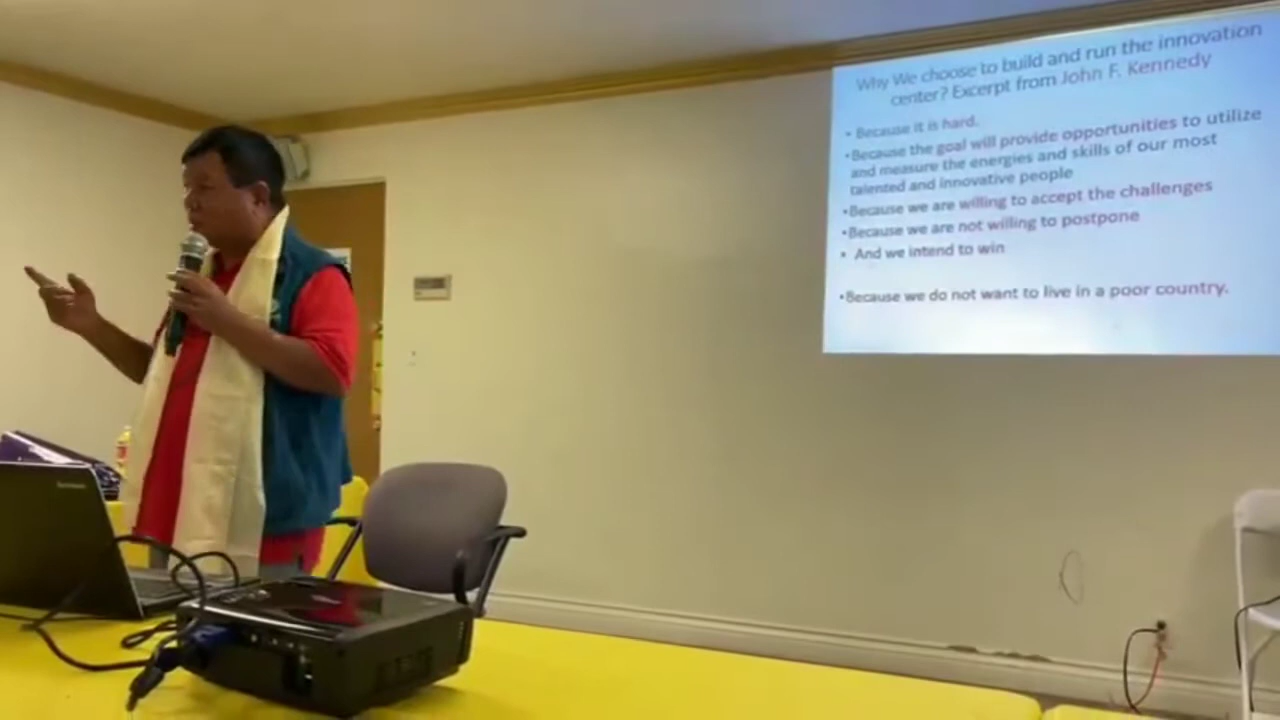 Why We choose to build and run the innovation
center? Excerpt from John F. Kennedy
• Because it is hard.
•Because the goal will provide opportunities to utilize
and measure the energies and skills of our most
talented and innovative people
•Because we are willing to accept the challenges
•Because we are not willing to postpone
• And we intend to win
•Because we do not want to live in a poor country.